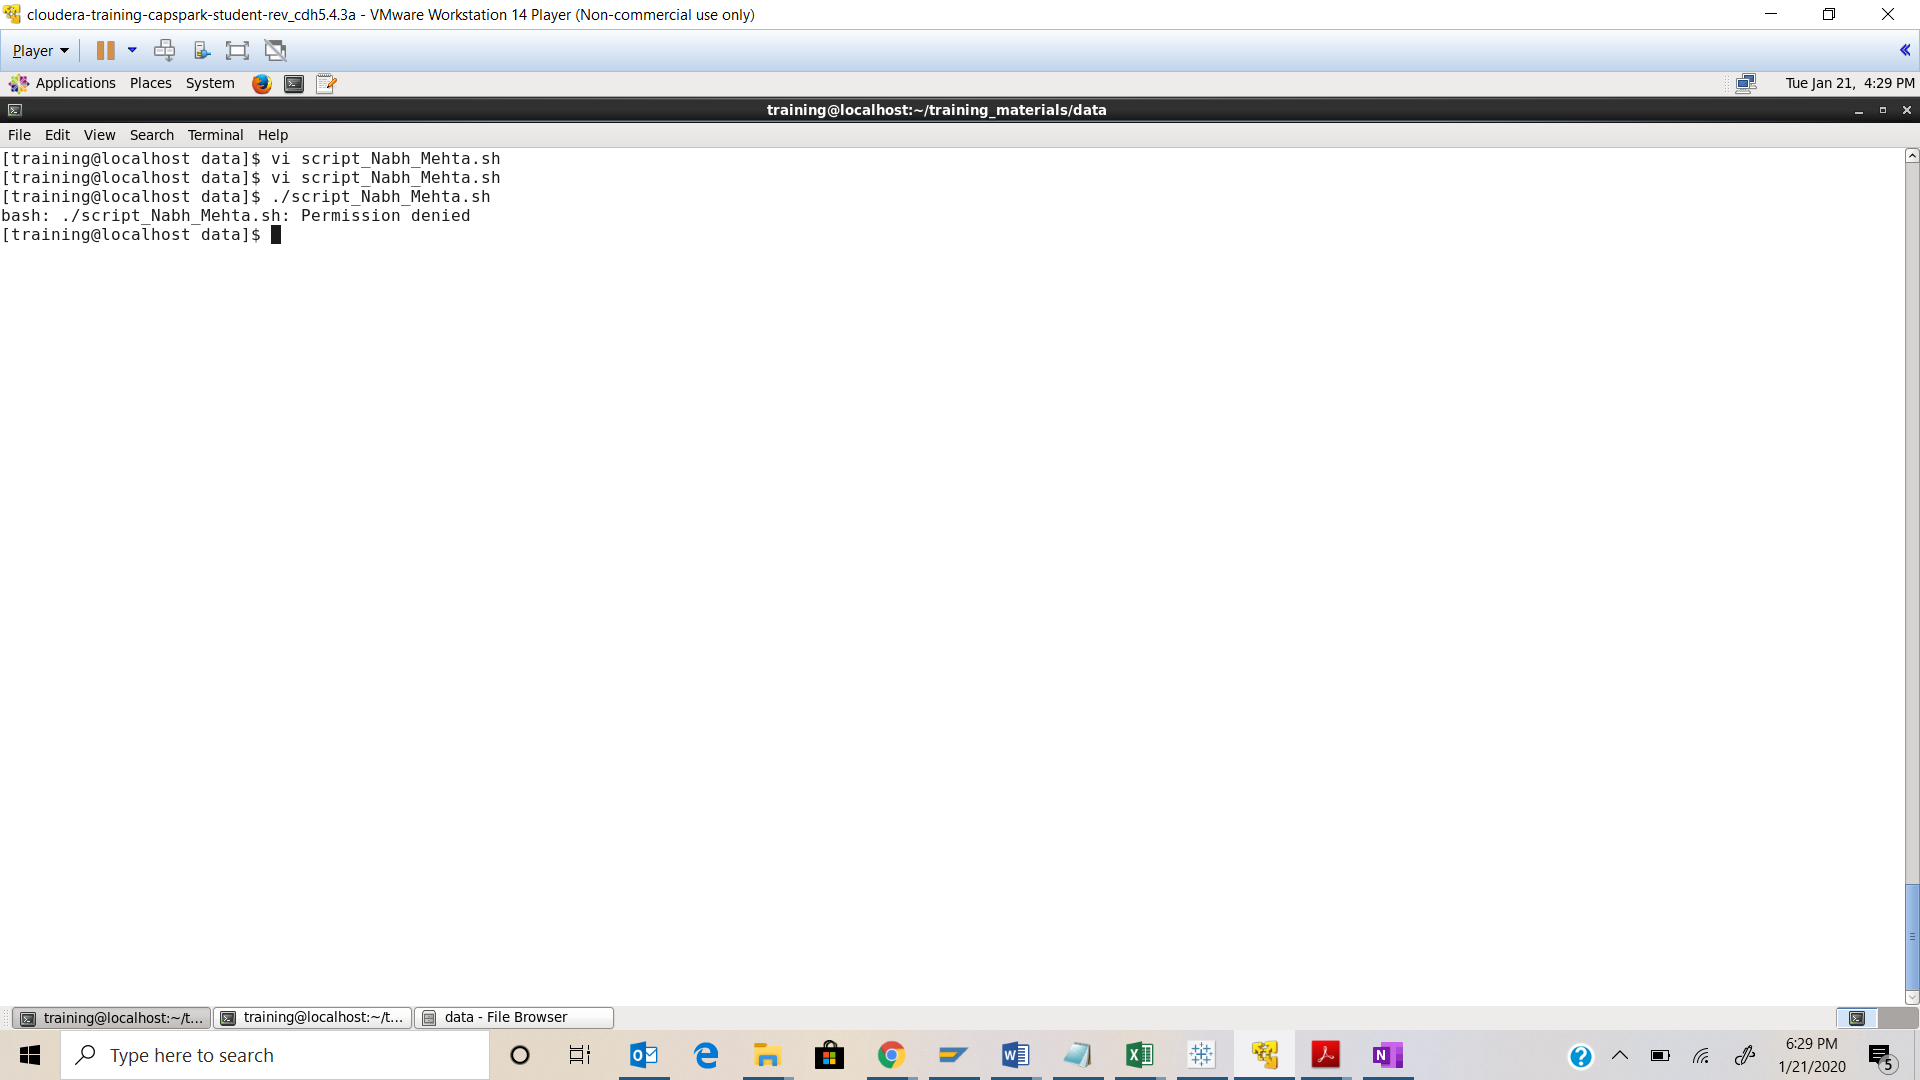 cloudera-training-capspark-student-rev_cdh5.4.3a - VMware Workstation 14 Player (Non-commercial use only)
Player
Applications Places System Tue Jan 21, 4:29 PM
training@localhost:~/training_materials/data
File Edit View Search Terminal Help
[training@localhost data]$ vi script_Nabh_Mehta.sh
[training@localhost data]$ vi script_Nabh_Mehta.sh
[training@localhost data]$ ./script_Nabh_Mehta.sh
bash: ./script_Nabh_Mehta.sh: Permission denied
[training@localhost data]$
training@localhost:~/t... training@localhost:~/t... data - File Browser
Type here to search
6:29 PM
1/21/2020
5